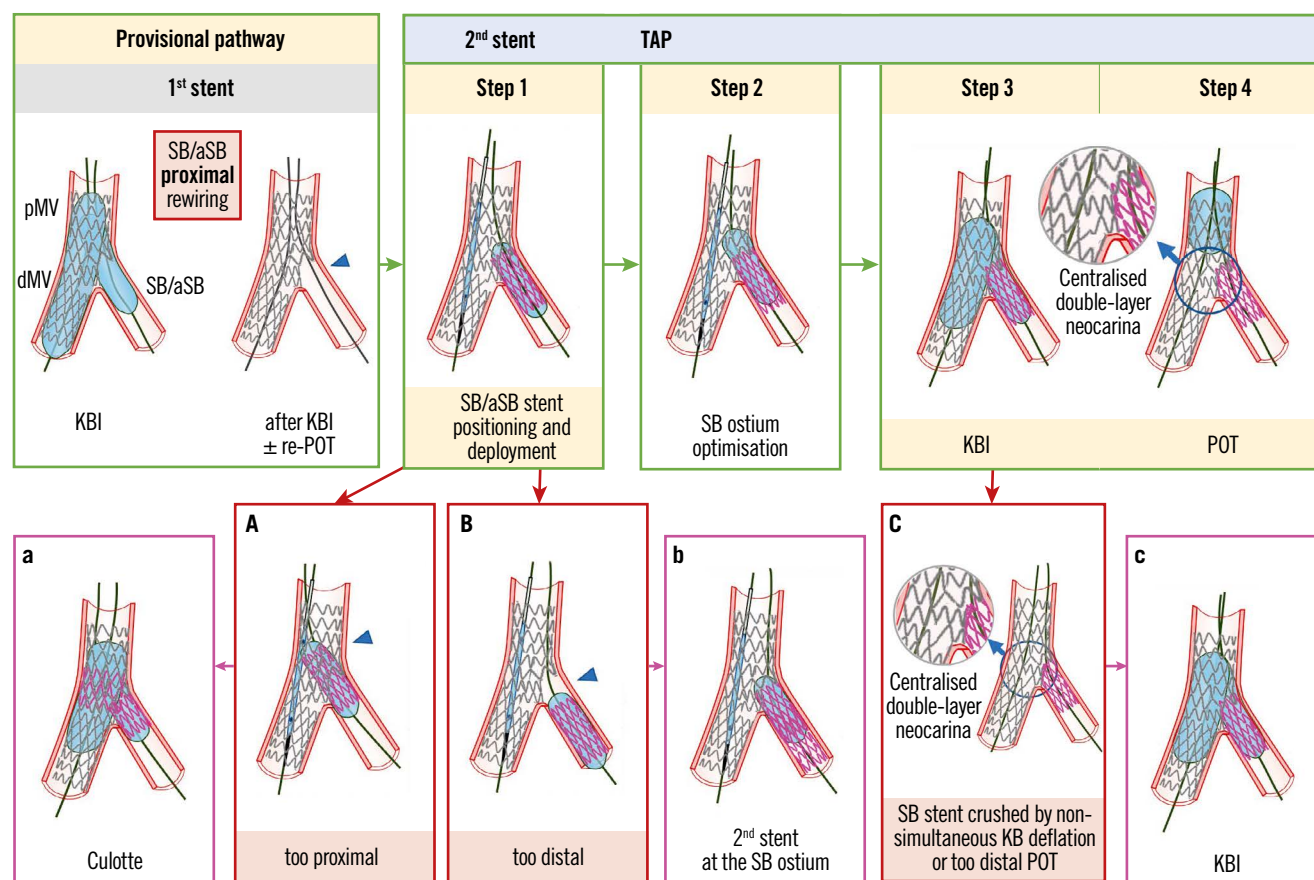 Provisional pathway
1st stent
SB/aSB
proximal
rewiring
pMV
dMV
SB/aSB
KBI
after KBI
± re-POT
2nd stent
TAP
Step 1
SB/aSB stent
positioning and
deployment
Step 2
SB ostium
optimisation
Step 3
Step 4
Centralised
double-layer
neocarina
KBI
POT
a
Culotte
A
too proximal
B
too distal
b
2nd stent
at the SB ostium
C
Centralised
double-layer
neocarina
SB stent crushed by non-
simultaneous KB deflation
or too distal POT
c
KBI